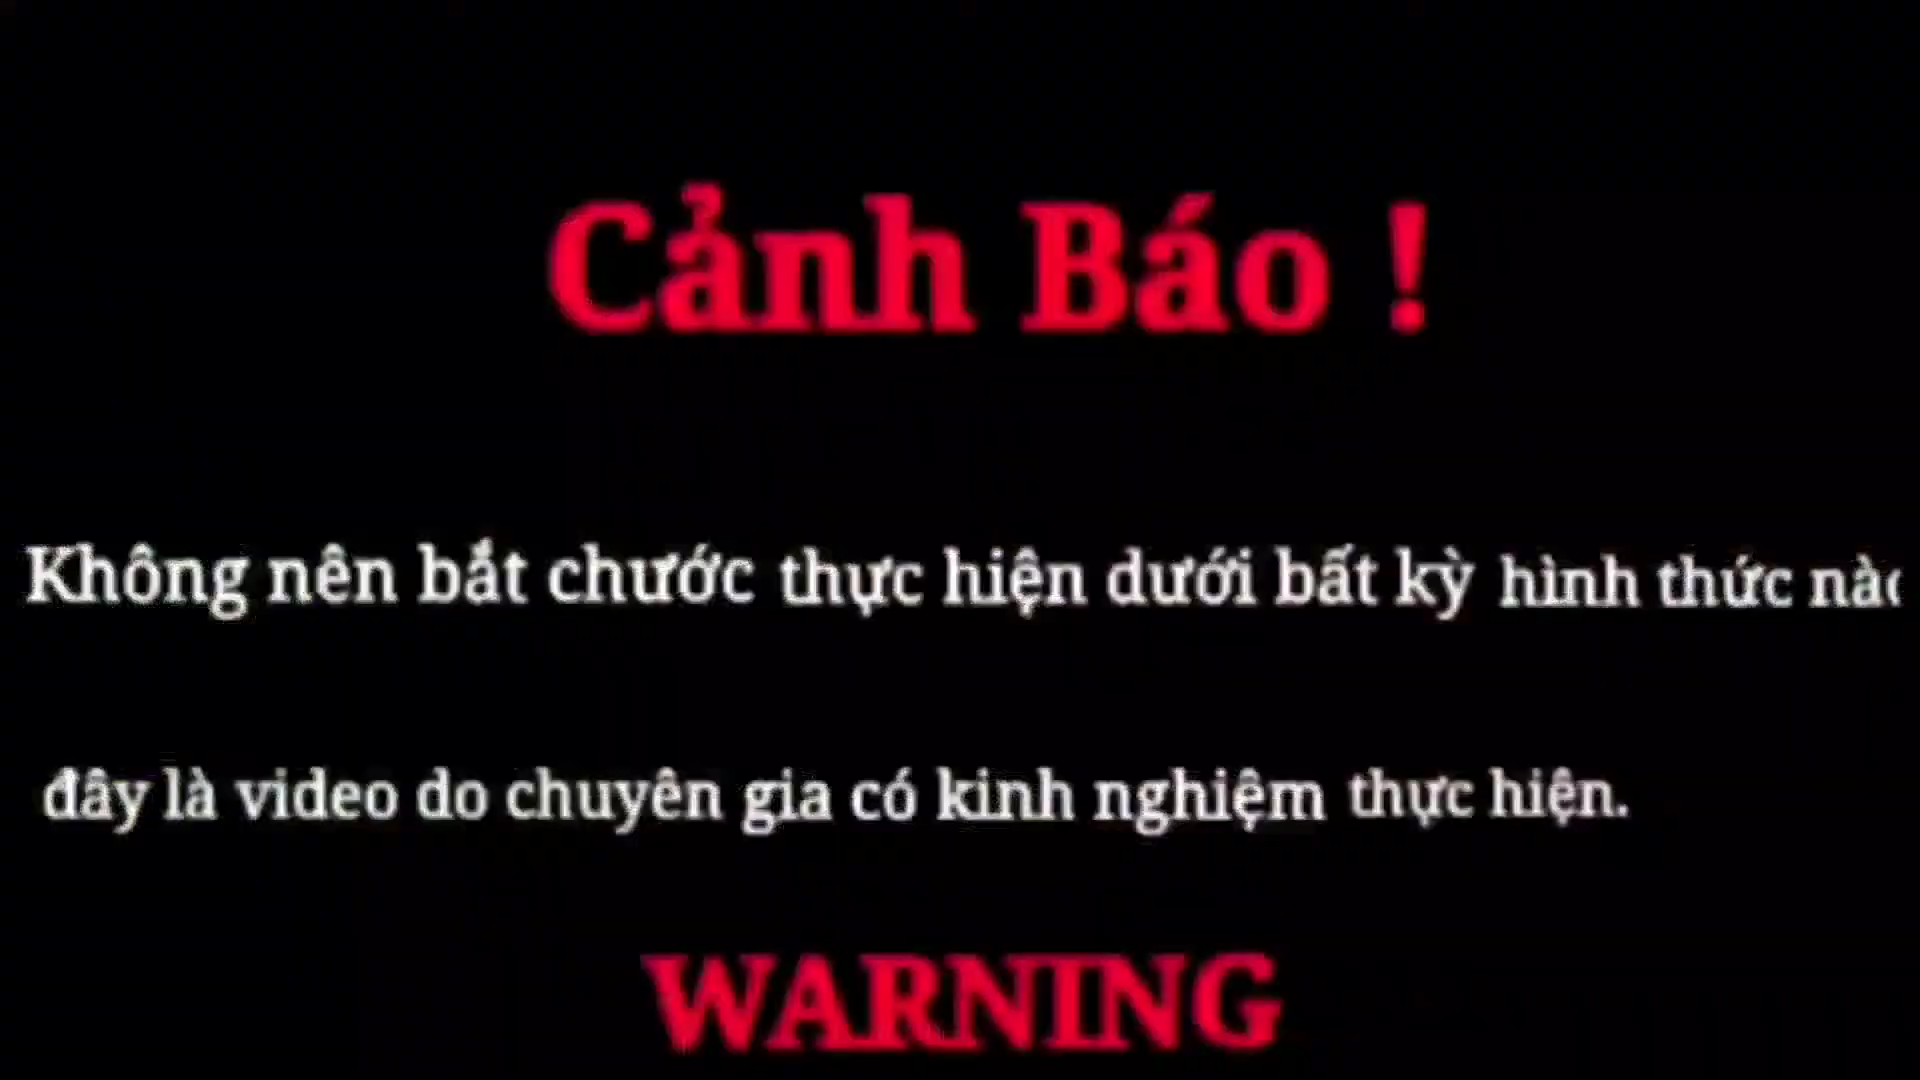 Cảnh Báo !
Không nên bắt chước thực hiện dưới bất kỳ hình thức nào
đây là video do chuyên gia có kinh nghiệm thực hiện.
WARNING